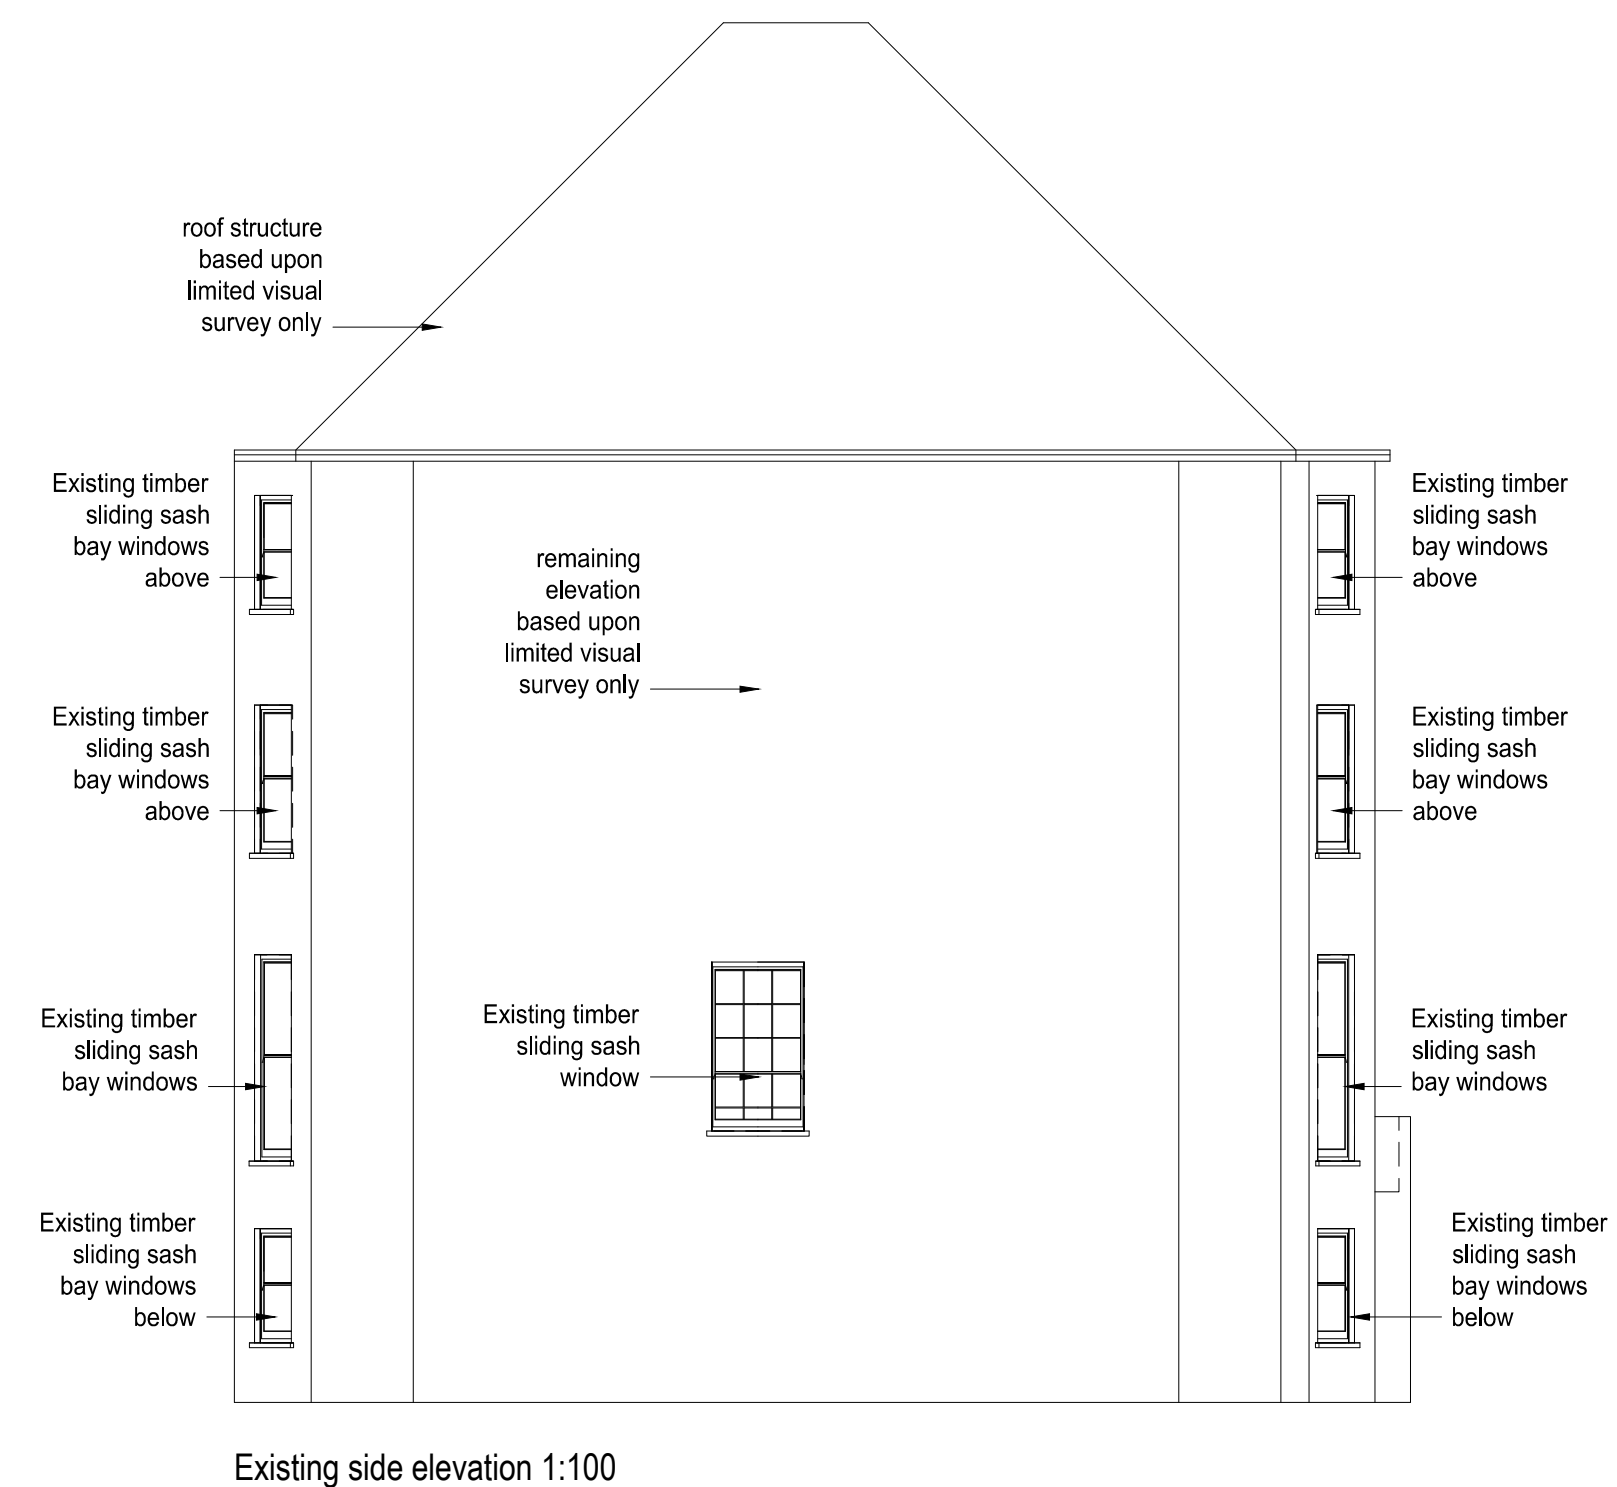 roof structure
based upon
limited visual
survey only
Existing timber
sliding sash
bay windows
above
Existing timber
sliding sash
bay windows
above
remaining
elevation
based upon
limited visual
survey only
Existing timber
sliding sash
bay windows
above
Existing timber
sliding sash
bay windows
above
Existing timber
sliding sash
bay windows
Existing timber
sliding sash
window
Existing timber
sliding sash
bay windows
Existing timber
sliding sash
bay windows
below
Existing timber
sliding sash
bay windows
below
Existing side elevation 1:100